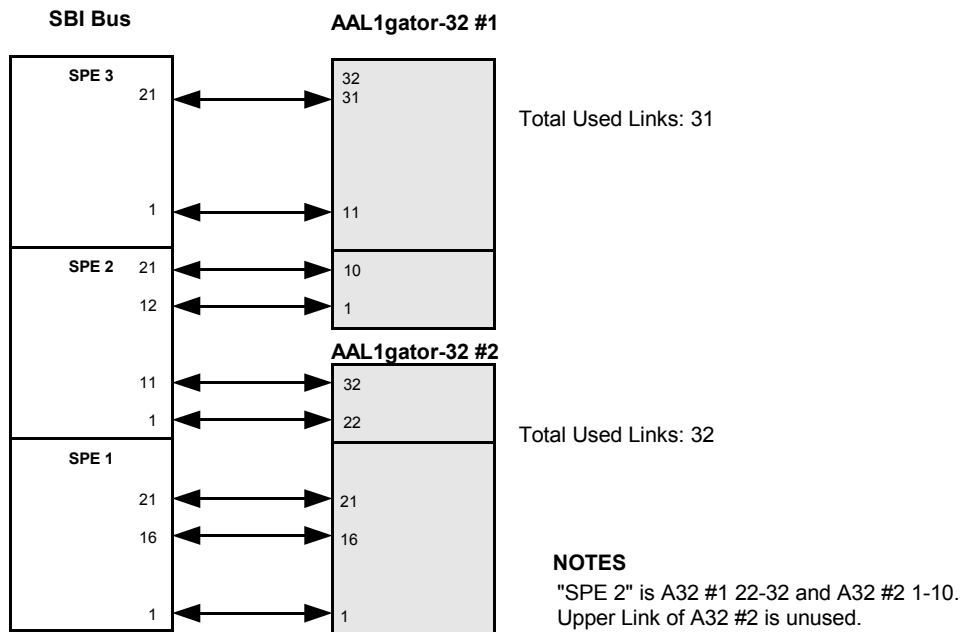 SBI Bus
AAL1gator-32 #1
SPE 3
21
32
31
Total Used Links: 31
1
11
SPE 2
21
10
12
1
AAL1gator-32 #2
11
32
1
22
Total Used Links: 32
SPE 1
21
21
16
16
NOTES
"SPE 2" is A32 #1 22-32 and A32 #2 1-10.
1
1
Upper Link of A32 #2 is unused.